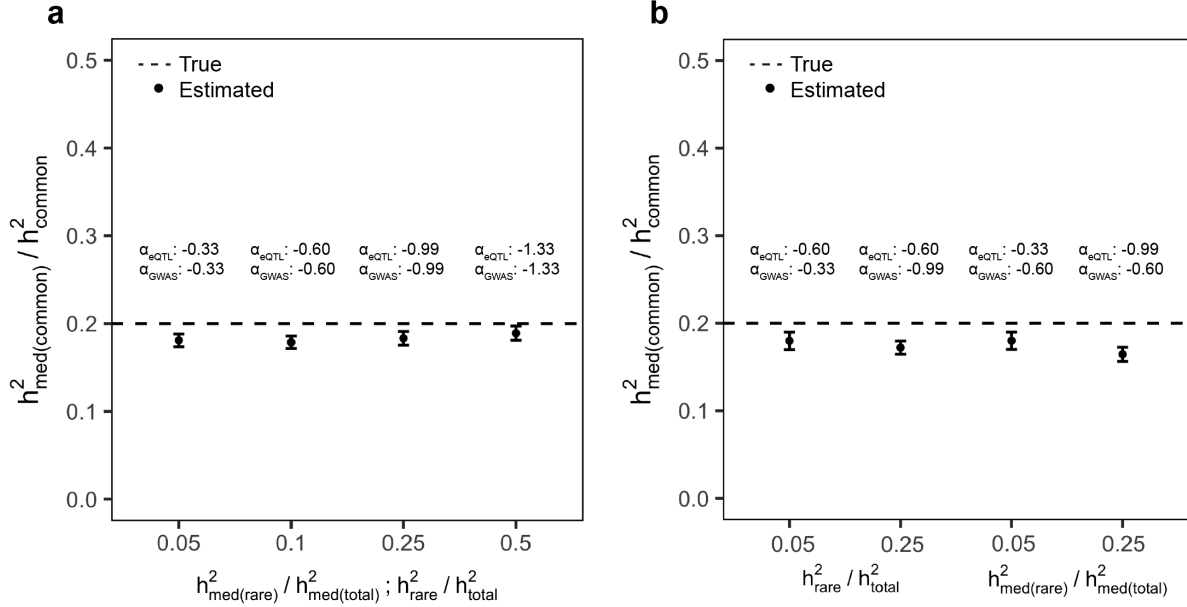 a
h²med(common) / h²common
0.5
0.4
0.3
0.2
0.1
0.0
True
Estimated
αeQTL: -0.33 αeQTL: -0.60 αeQTL: -0.99 αeQTL: -1.33
αGWAS: -0.33 αGWAS: -0.60 αGWAS: -0.99 αGWAS: -1.33
0.05 0.1 0.25 0.5
h²med(rare) / h²med(total) ; h²rare / h²total
b
h²med(common) / h²common
0.5
0.4
0.3
0.2
0.1
0.0
True
Estimated
αeQTL: -0.60 αeQTL: -0.60 αeQTL: -0.33 αeQTL: -0.99
αGWAS: -0.33 αGWAS: -0.99 αGWAS: -0.60 αGWAS: -0.60
0.05 0.25 0.05 0.25
h²rare / h²total h²med(rare) / h²med(total)